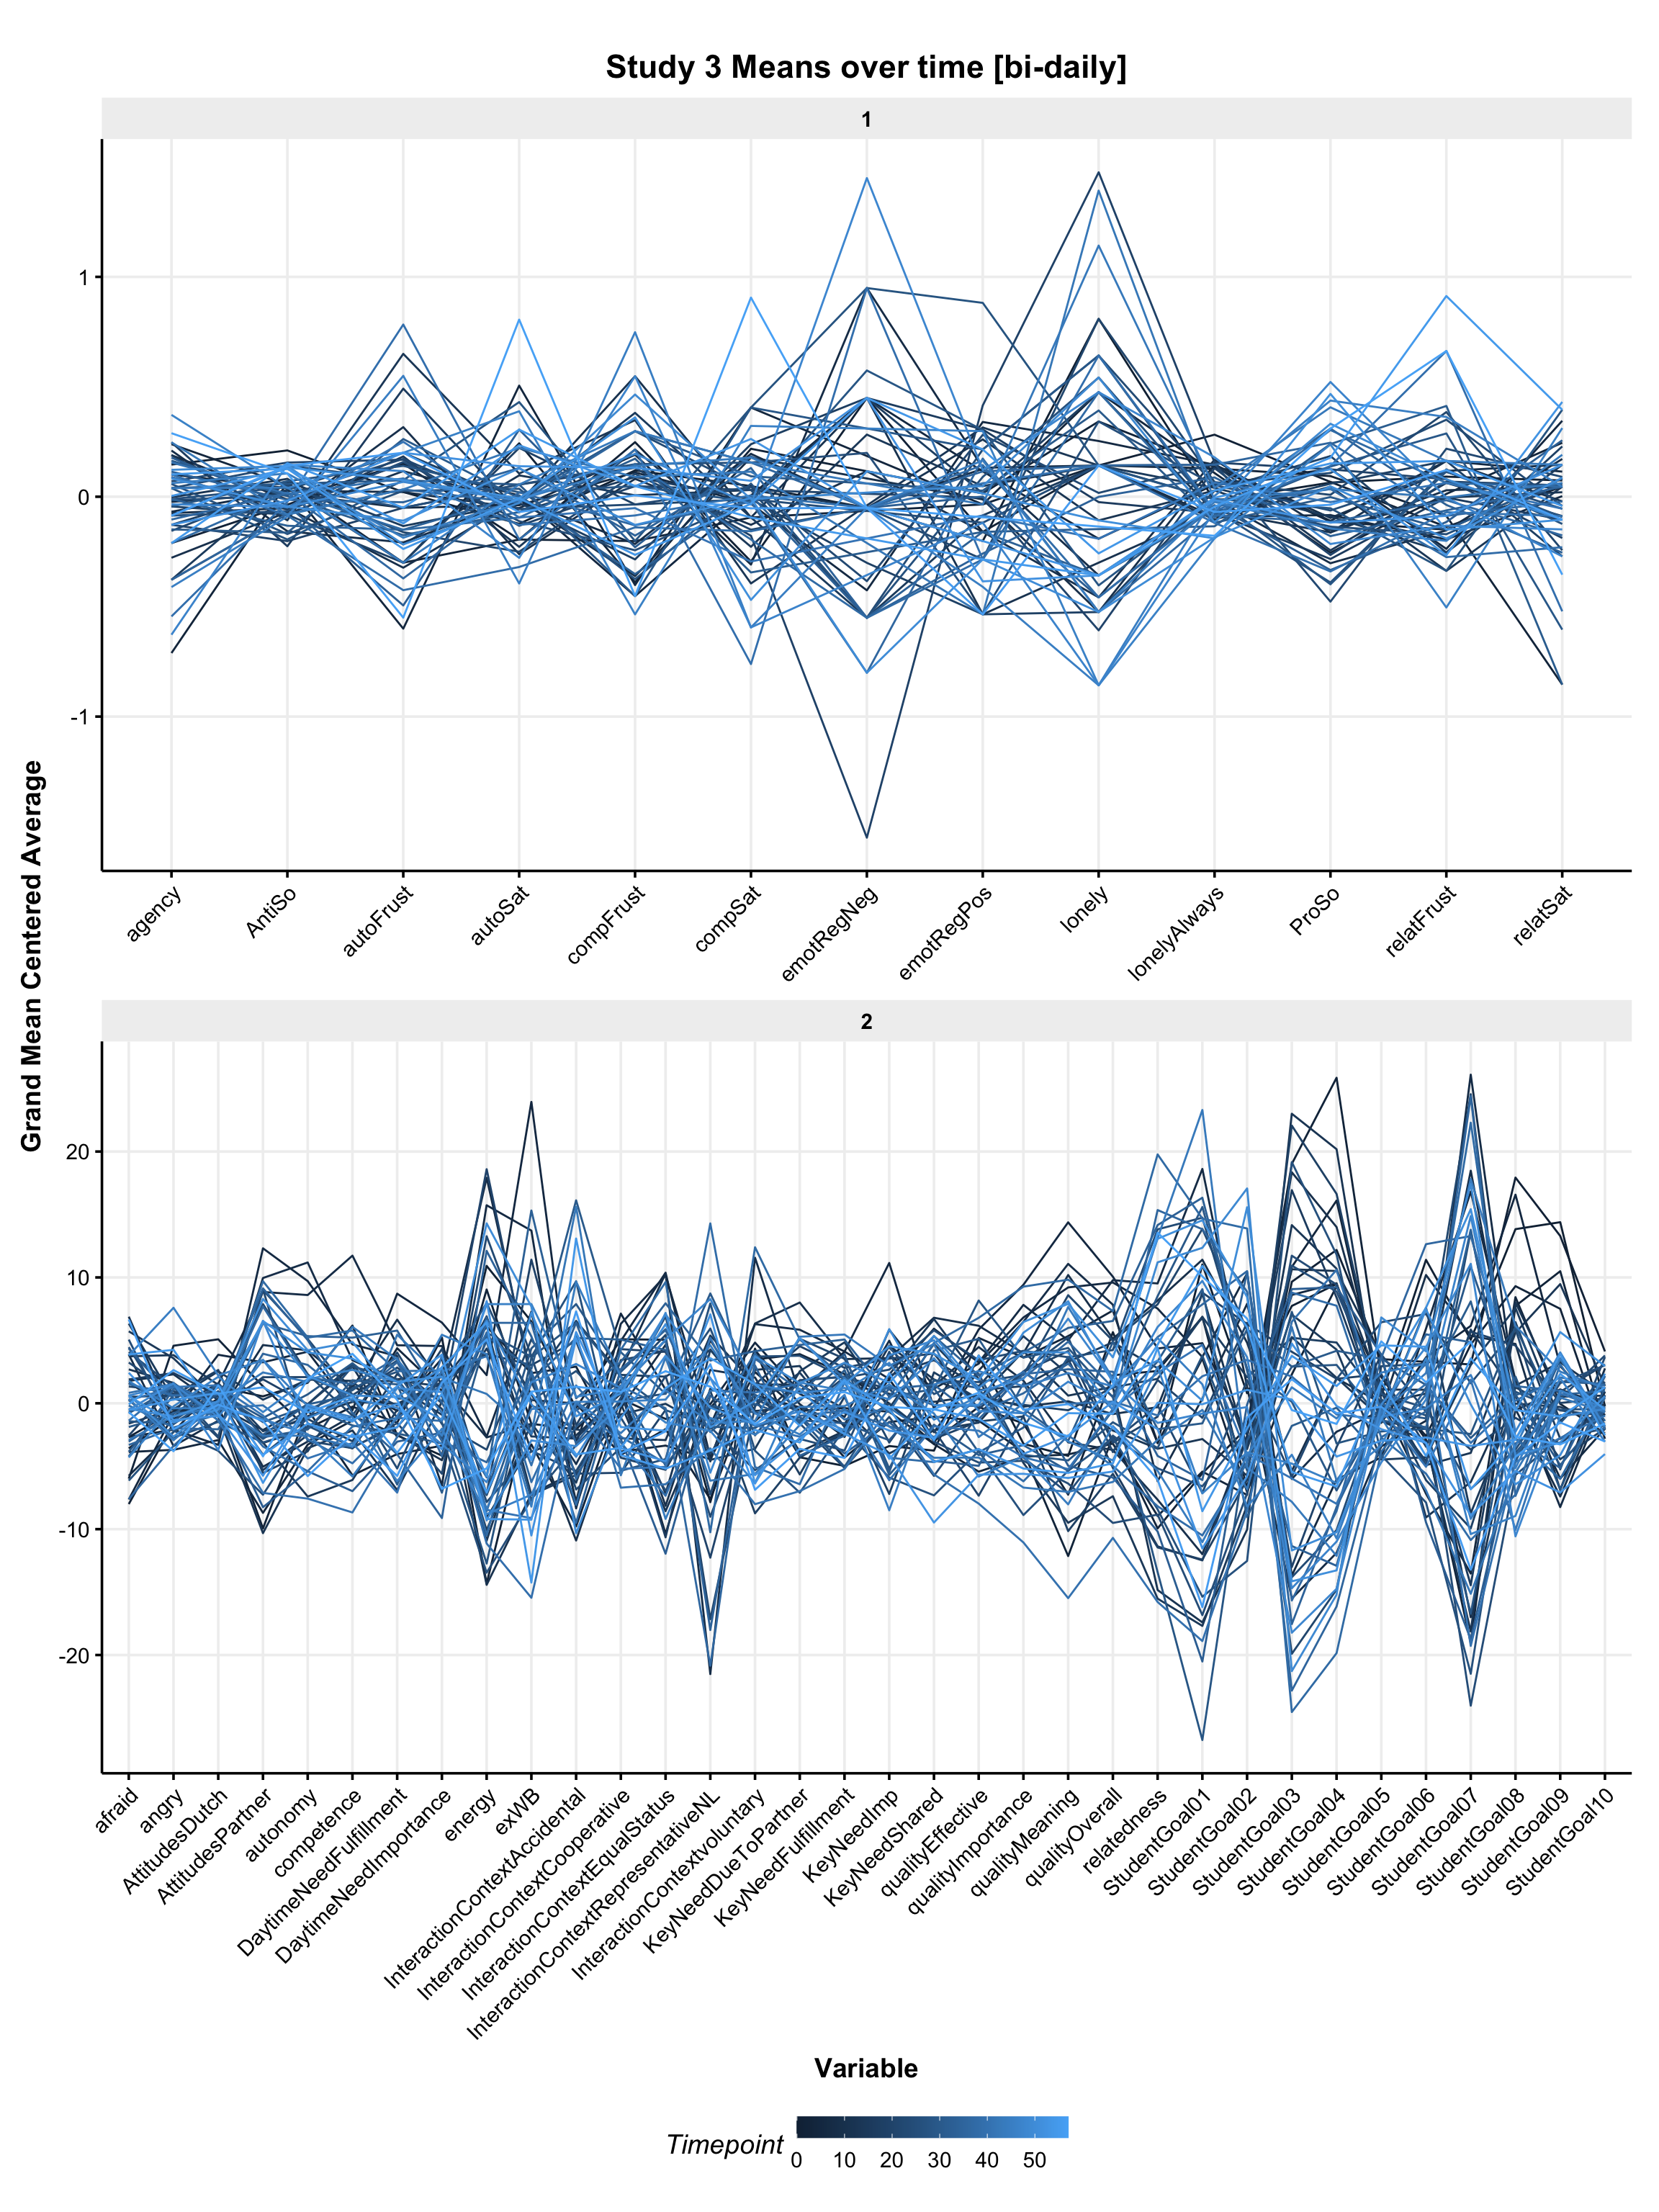 Study 3 Means over time [bi-daily]
1
1
0
-1
agency
AntiSo
autoFrust
autoSat
compFrust
compSat
emotRegNeg
emotRegPos
lonely
lonelyAlways
ProSo
relatFrust
relatSat
Grand Mean Centered Average
2
20
10
0
-10
-20
afraid
angry
AttitudesDutch
AttitudesPartner
autonomy
competence
DaytimeNeedFulfillment
DaytimeNeedImportance
energy
exWB
InteractionContextAccidental
InteractionContextCooperative
InteractionContextEqualStatus
InteractionContextRepresentativeNL
InteractionContextvoluntary
KeyNeedDueToPartner
KeyNeedFulfillment
KeyNeedImp
KeyNeedShared
qualityEffective
qualityImportance
qualityMeaning
qualityOverall
relatedness
StudentGoal01
StudentGoal02
StudentGoal03
StudentGoal04
StudentGoal05
StudentGoal06
StudentGoal07
StudentGoal08
StudentGoal09
StudentGoal10
Variable
Timepoint
0 10 20 30 40 50